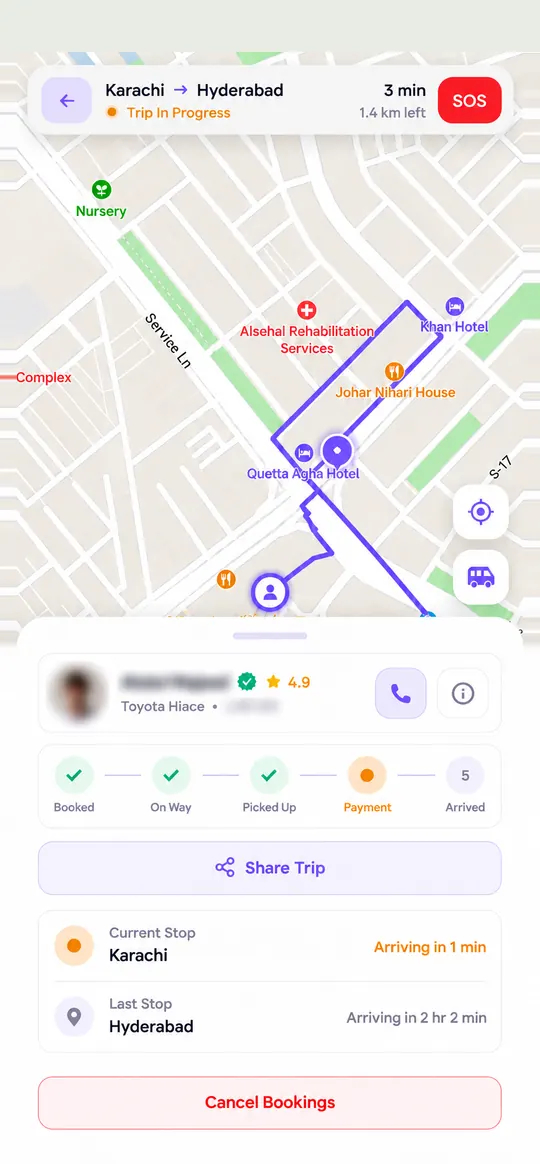 Karachi → Hyderabad
Trip In Progress
3 min
1.4 km left
SOS
Nursery
Service Ln
Alsehal Rehabilitation
Services
Khan Hotel
Complex
Johar Nihari House
Quetta Agha Hotel
S-17
4.9
Toyota Hiace •
Booked
On Way
Picked Up
Payment
5
Arrived
Share Trip
Current Stop
Karachi
Arriving in 1 min
Last Stop
Hyderabad
Arriving in 2 hr 2 min
Cancel Bookings